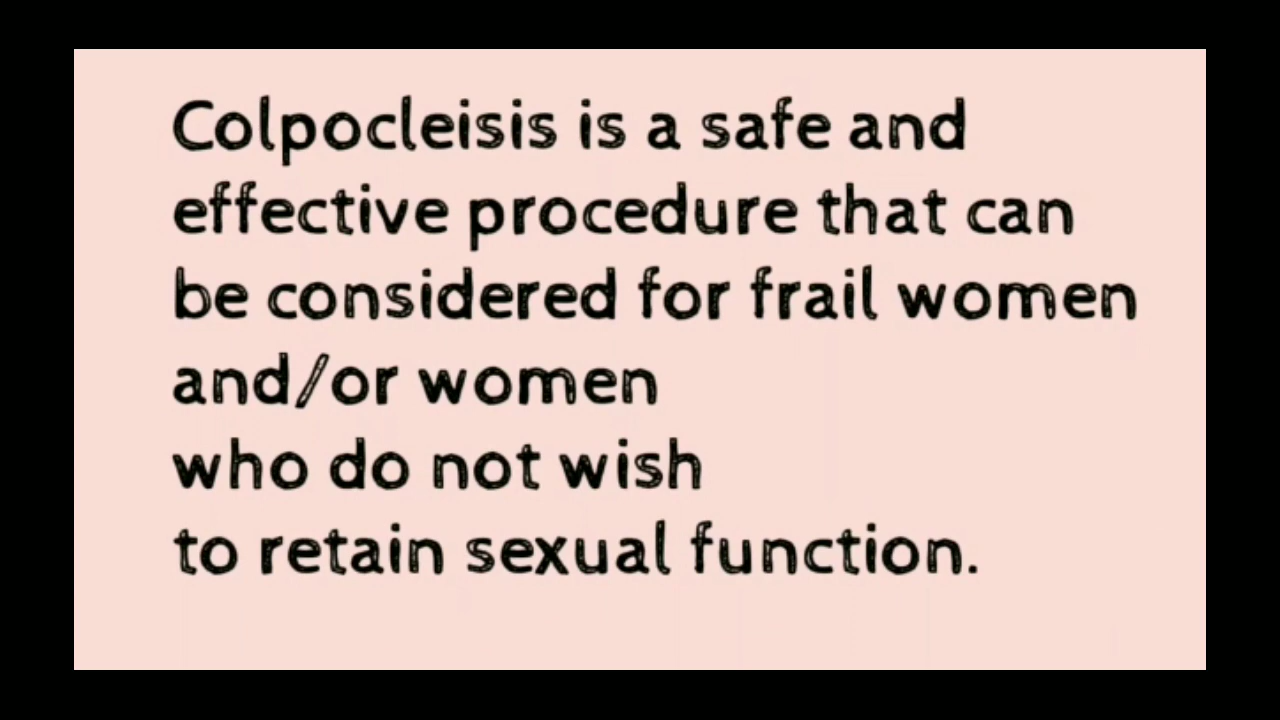 Colpocleisis is a safe and
effective procedure that can
be considered for frail women
and/or women
who do not wish
to retain sexual function.